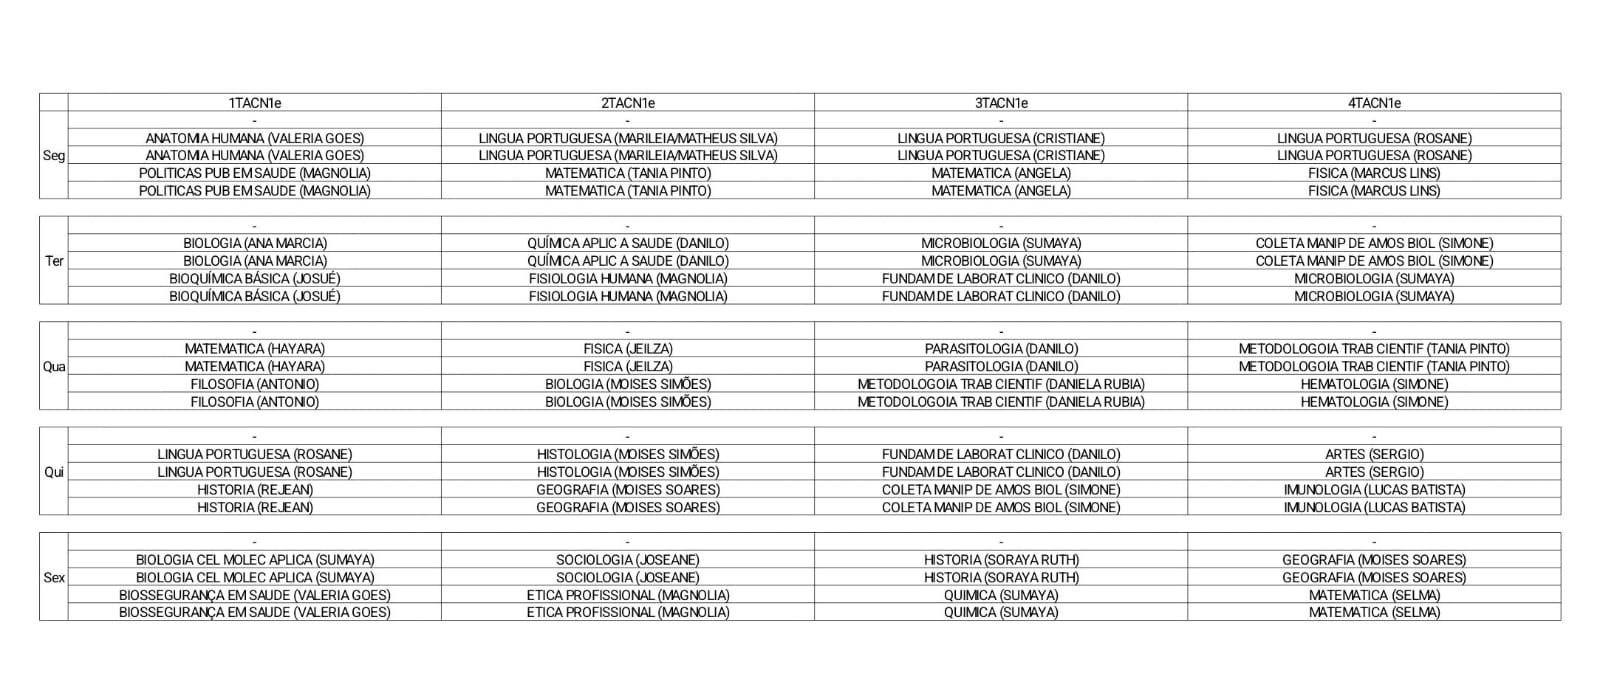 1TACN1e 2TACN1e 3TACN1e 4TACN1e
- - - -
ANATOMIA HUMANA (VALERIA GOES) LINGUA PORTUGUESA (MARILEIA/MATHEUS SILVA) LINGUA PORTUGUESA (CRISTIANE) LINGUA PORTUGUESA (ROSANE)
Seg ANATOMIA HUMANA (VALERIA GOES) LINGUA PORTUGUESA (MARILEIA/MATHEUS SILVA) LINGUA PORTUGUESA (CRISTIANE) LINGUA PORTUGUESA (ROSANE)
POLITICAS PUB EM SAUDE (MAGNOLIA) MATEMATICA (TANIA PINTO) MATEMATICA (ANGELA) FISICA (MARCUS LINS)
POLITICAS PUB EM SAUDE (MAGNOLIA) MATEMATICA (TANIA PINTO) MATEMATICA (ANGELA) FISICA (MARCUS LINS)
- - - -
BIOLOGIA (ANA MARCIA) QUÍMICA APLIC A SAUDE (DANILO) MICROBIOLOGIA (SUMAYA) COLETA MANIP DE AMOS BIOL (SIMONE)
Ter BIOLOGIA (ANA MARCIA) QUÍMICA APLIC A SAUDE (DANILO) MICROBIOLOGIA (SUMAYA) COLETA MANIP DE AMOS BIOL (SIMONE)
BIOQUÍMICA BÁSICA (JOSUÉ) FISIOLOGIA HUMANA (MAGNOLIA) FUNDAM DE LABORAT CLINICO (DANILO) MICROBIOLOGIA (SUMAYA)
BIOQUÍMICA BÁSICA (JOSUÉ) FISIOLOGIA HUMANA (MAGNOLIA) FUNDAM DE LABORAT CLINICO (DANILO) MICROBIOLOGIA (SUMAYA)
- - - -
MATEMATICA (HAYARA) FISICA (JEILZA) PARASITOLOGIA (DANILO) METODOLOGOIA TRAB CIENTIF (TANIA PINTO)
Qua MATEMATICA (HAYARA) FISICA (JEILZA) PARASITOLOGIA (DANILO) METODOLOGOIA TRAB CIENTIF (TANIA PINTO)
FILOSOFIA (ANTONIO) BIOLOGIA (MOISES SIMÕES) METODOLOGOIA TRAB CIENTIF (DANIELA RUBIA) HEMATOLOGIA (SIMONE)
FILOSOFIA (ANTONIO) BIOLOGIA (MOISES SIMÕES) METODOLOGOIA TRAB CIENTIF (DANIELA RUBIA) HEMATOLOGIA (SIMONE)
- - - -
LINGUA PORTUGUESA (ROSANE) HISTOLOGIA (MOISES SIMÕES) FUNDAM DE LABORAT CLINICO (DANILO) ARTES (SERGIO)
Qui LINGUA PORTUGUESA (ROSANE) HISTOLOGIA (MOISES SIMÕES) FUNDAM DE LABORAT CLINICO (DANILO) ARTES (SERGIO)
HISTORIA (REJEAN) GEOGRAFIA (MOISES SOARES) COLETA MANIP DE AMOS BIOL (SIMONE) IMUNOLOGIA (LUCAS BATISTA)
HISTORIA (REJEAN) GEOGRAFIA (MOISES SOARES) COLETA MANIP DE AMOS BIOL (SIMONE) IMUNOLOGIA (LUCAS BATISTA)
- - - -
BIOLOGIA CEL MOLEC APLICA (SUMAYA) SOCIOLOGIA (JOSEANE) HISTORIA (SORAYA RUTH) GEOGRAFIA (MOISES SOARES)
Sex BIOLOGIA CEL MOLEC APLICA (SUMAYA) SOCIOLOGIA (JOSEANE) HISTORIA (SORAYA RUTH) GEOGRAFIA (MOISES SOARES)
BIOSSEGURANÇA EM SAUDE (VALERIA GOES) ETICA PROFISSIONAL (MAGNOLIA) QUIMICA (SUMAYA) MATEMATICA (SELMA)
BIOSSEGURANÇA EM SAUDE (VALERIA GOES) ETICA PROFISSIONAL (MAGNOLIA) QUIMICA (SUMAYA) MATEMATICA (SELMA)